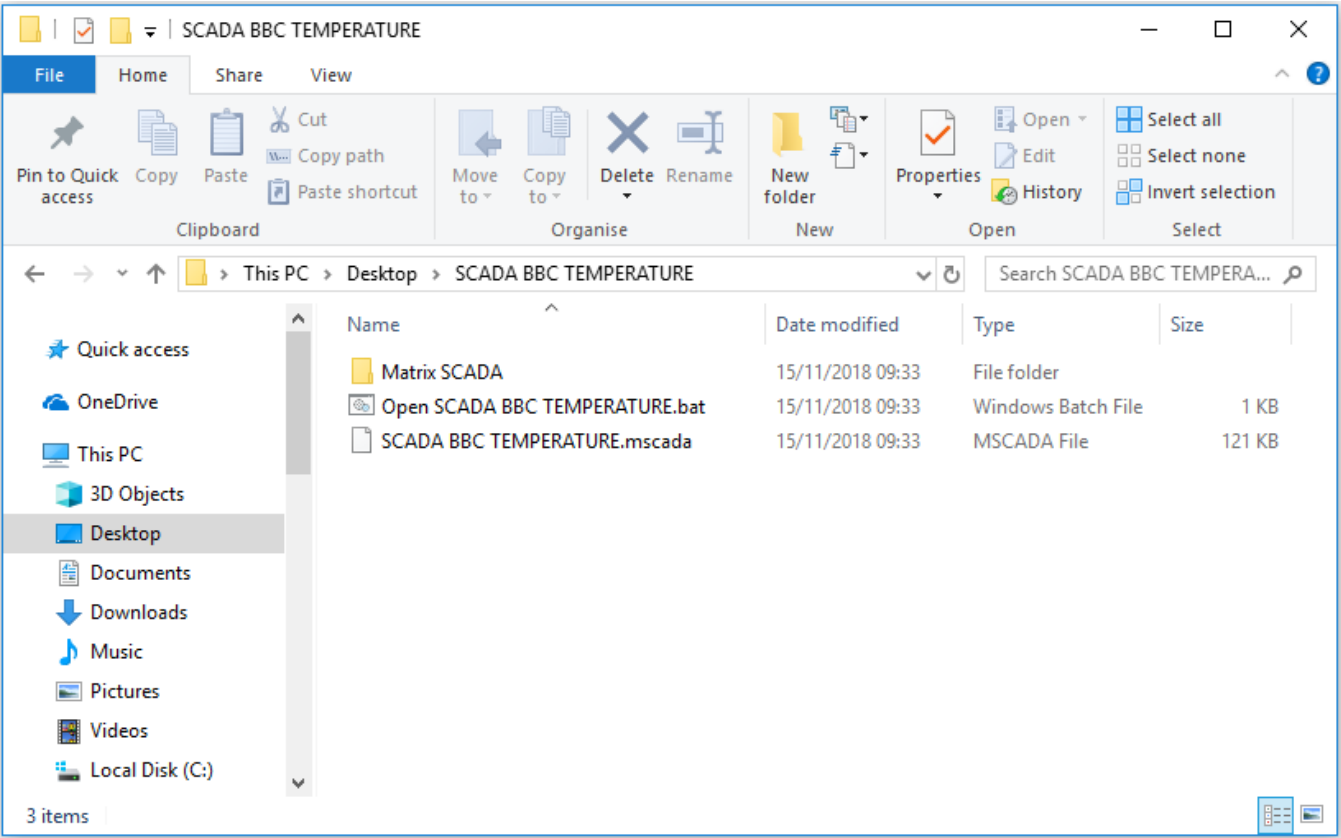 SCADA BBC TEMPERATURE
File Home Share View
Pin to Quick access
Copy
Paste
Cut
Copy path
Paste shortcut
Move to
Copy to
Delete
Rename
New folder
Properties
Open
Edit
History
Select all
Select none
Invert selection
Clipboard Organise New Open Select
This PC > Desktop > SCADA BBC TEMPERATURE
Search SCADA BBC TEMPERA...
Name Date modified Type Size
Quick access
OneDrive
This PC
3D Objects
Desktop
Documents
Downloads
Music
Pictures
Videos
Local Disk (C:)
Matrix SCADA 15/11/2018 09:33 File folder
Open SCADA BBC TEMPERATURE.bat 15/11/2018 09:33 Windows Batch File 1 KB
SCADA BBC TEMPERATURE.mscada 15/11/2018 09:33 MSCADA File 121 KB
3 items